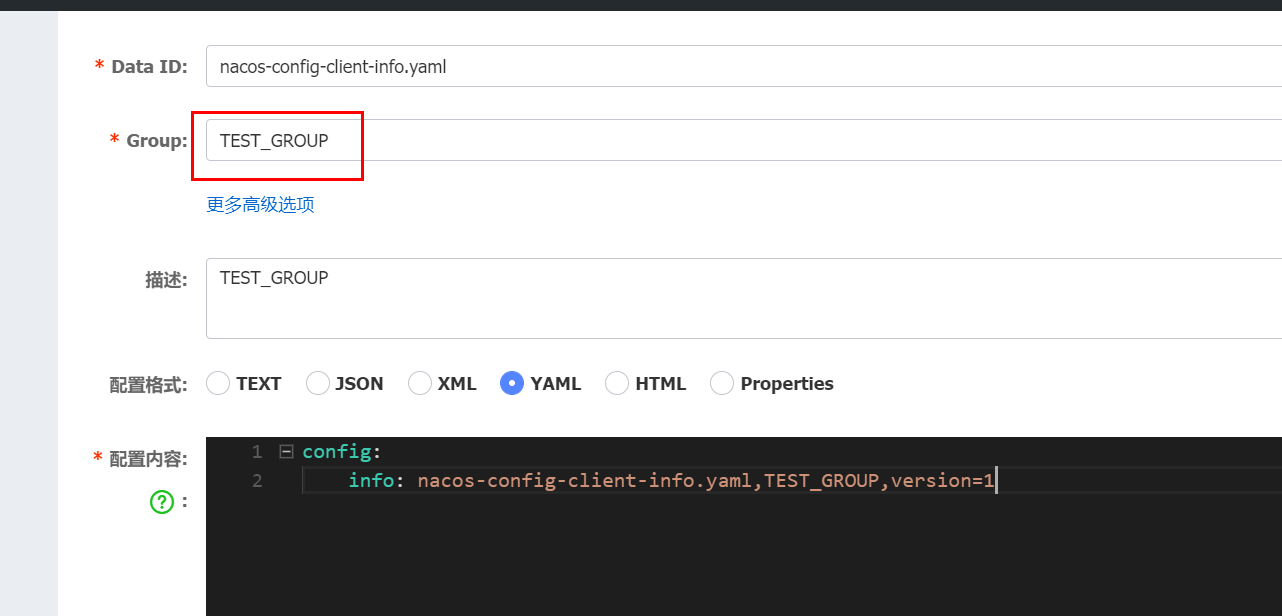 * Data ID: nacos-config-client-info.yaml
* Group: TEST_GROUP
更多高级选项
描述: TEST_GROUP
配置格式: TEXT JSON XML YAML HTML Properties
* 配置内容: 1 config:
? : 2 info: nacos-config-client-info.yaml,TEST_GROUP,version=1